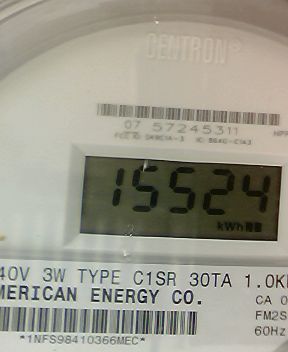 CENTRON®
07 57245311
15524
kWh
40V 3W TYPE C1SR 30TA 1.0K
MERICAN ENERGY CO.
CA 0
FM2S
60Hz
*1NFS98410366MEC*